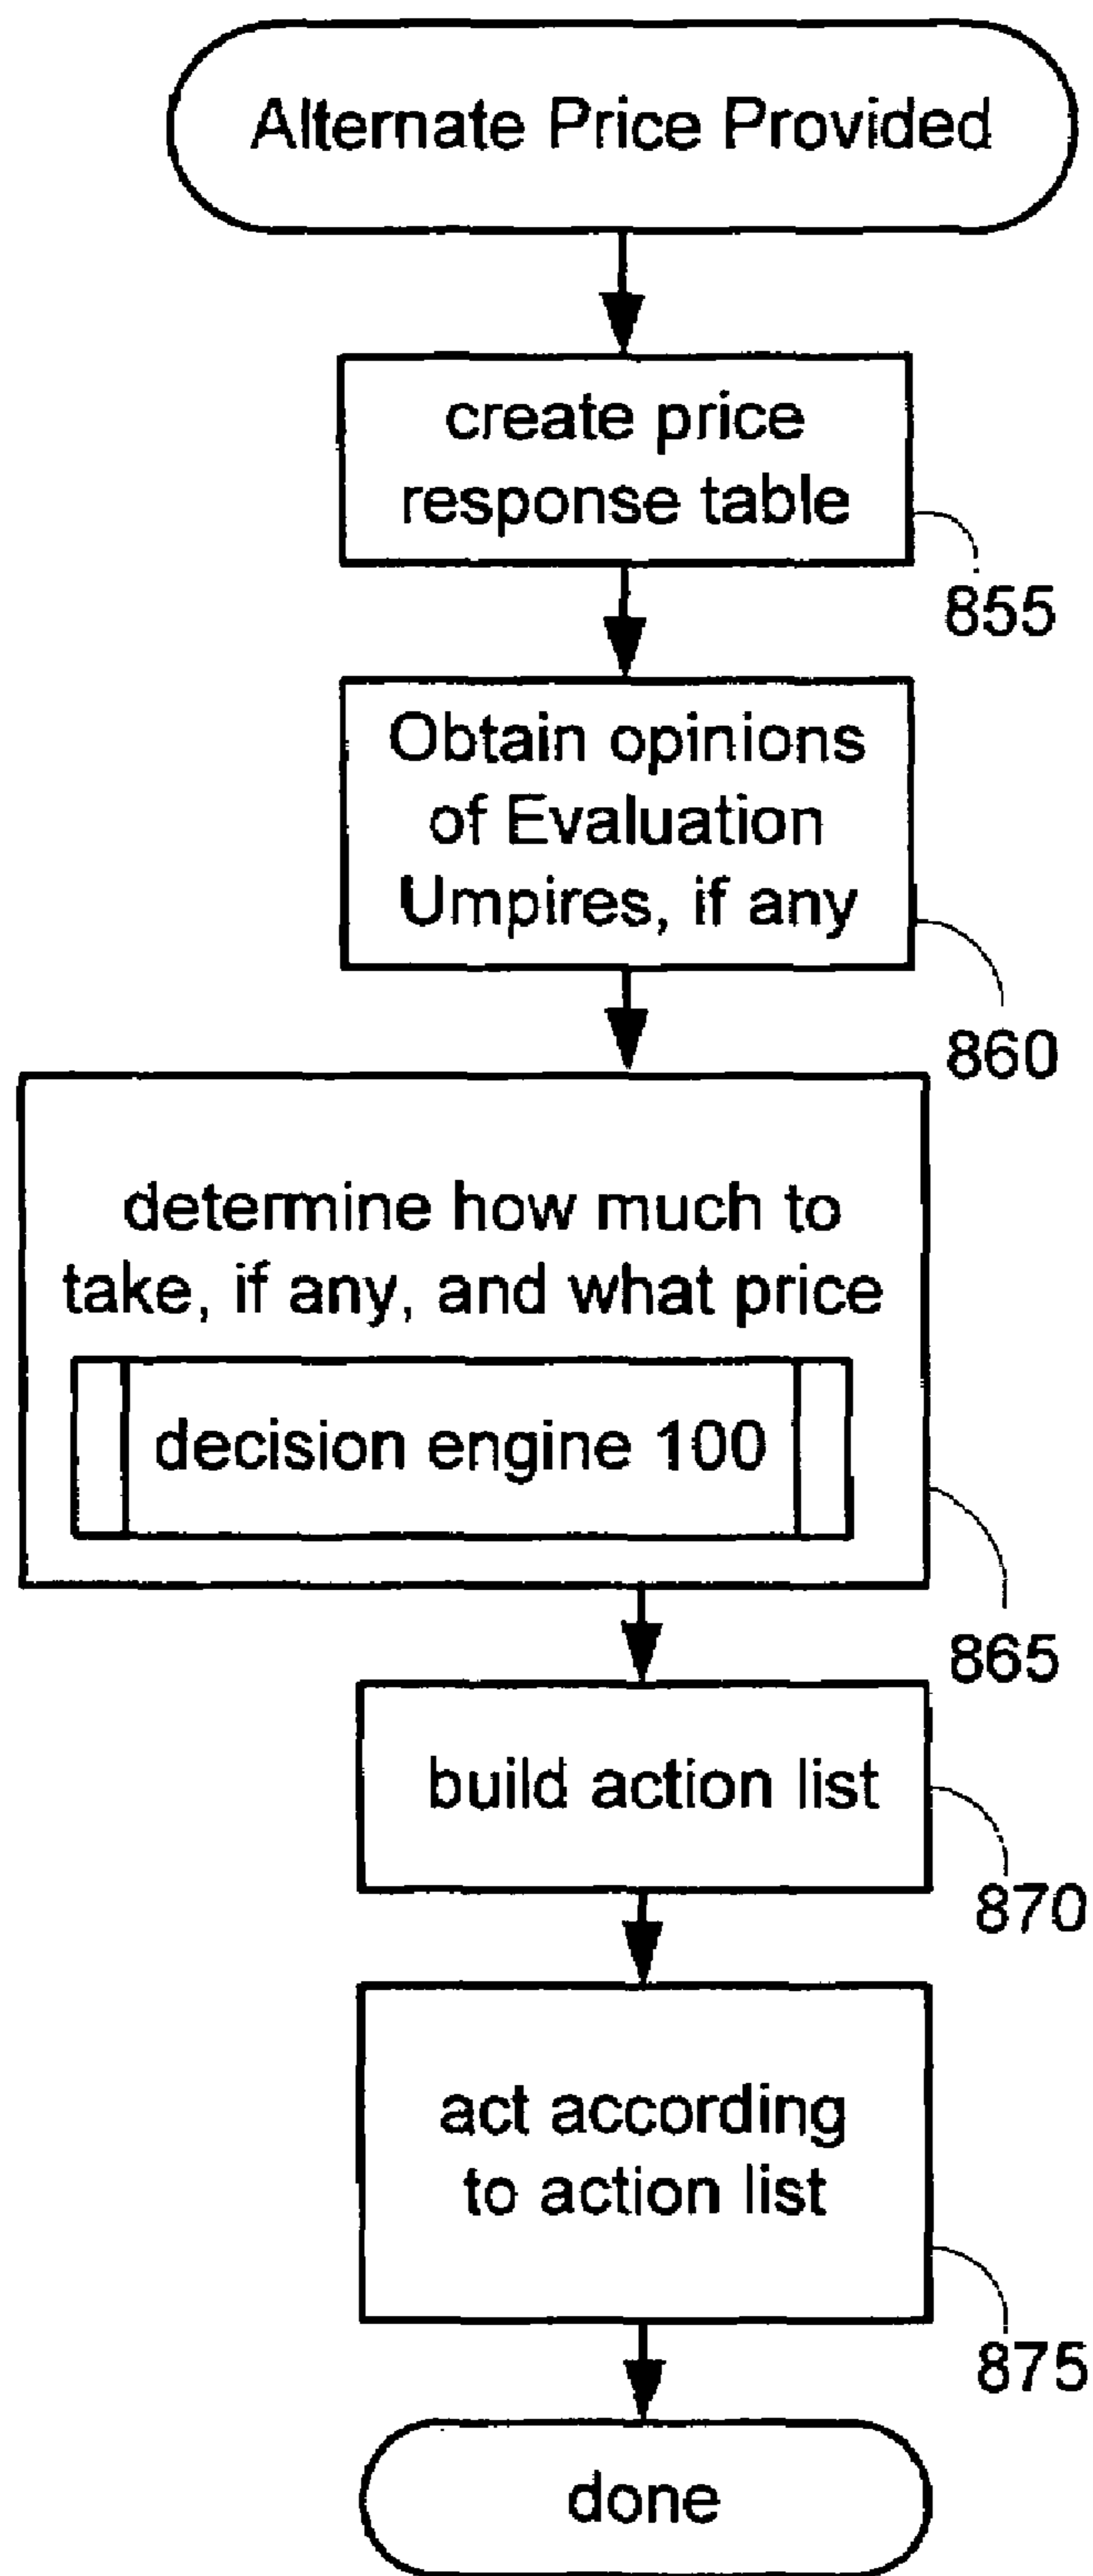 Alternate Price Provided
create price
response table
855
Obtain opinions
of Evaluation
Umpires, if any
860
determine how much to
take, if any, and what price
decision engine 100
865
build action list
870
act according
to action list
875
done